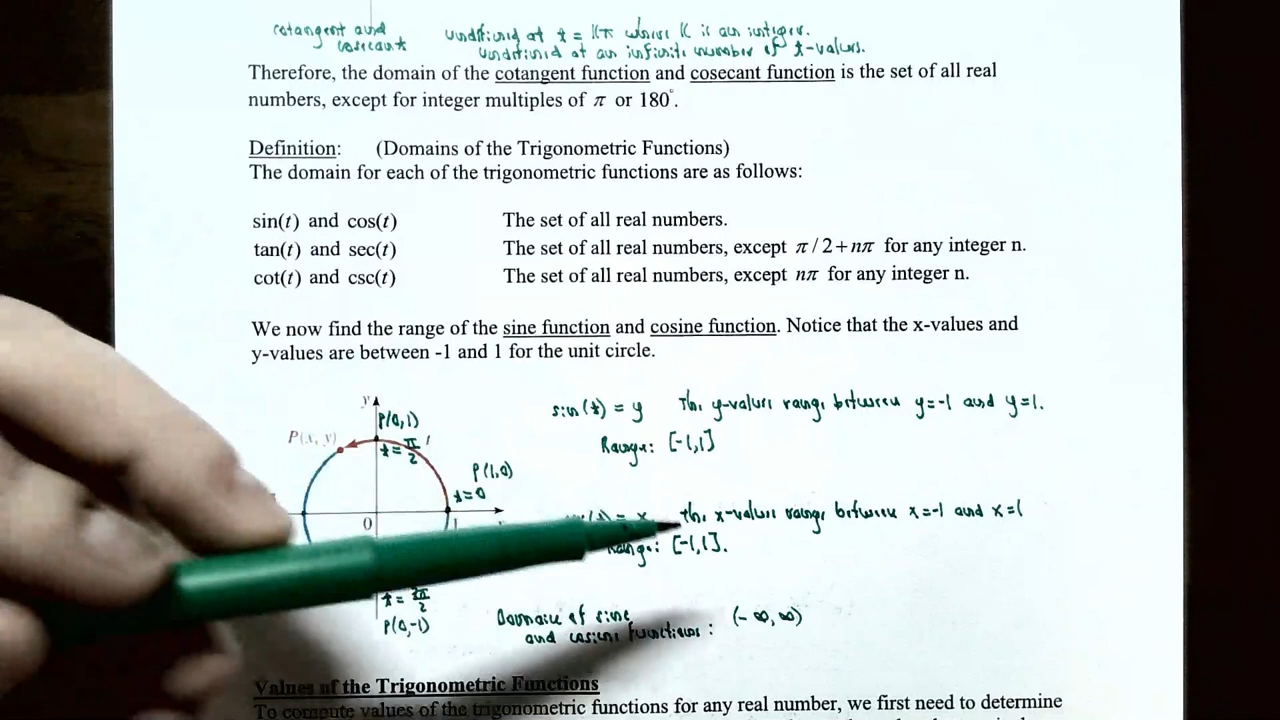 cotangent and undefined at t = Kπ where K is an integer.
cosecant undefined at an infinite number of t-values.
Therefore, the domain of the cotangent function and cosecant function is the set of all real
numbers, except for integer multiples of π or 180°.
Definition: (Domains of the Trigonometric Functions)
The domain for each of the trigonometric functions are as follows:
sin(t) and cos(t) The set of all real numbers.
tan(t) and sec(t) The set of all real numbers, except π / 2 + nπ for any integer n.
cot(t) and csc(t) The set of all real numbers, except nπ for any integer n.
We now find the range of the sine function and cosine function. Notice that the x-values and
y-values are between -1 and 1 for the unit circle.
y
P(0,1)
P(x, y)
t = π/2
1
P(1,0)
t=0
0
1
t = 3π/2
P(0,-1)
sin(t) = y The y-values range between y=-1 and y=1.
Range: [-1,1]
= x The x-values range between x=-1 and x=1
Range: [-1,1].
Domain of sine
and cosine functions: (-∞,∞)
Values of the Trigonometric Functions
To compute values of the trigonometric functions for any real number, we first need to determine